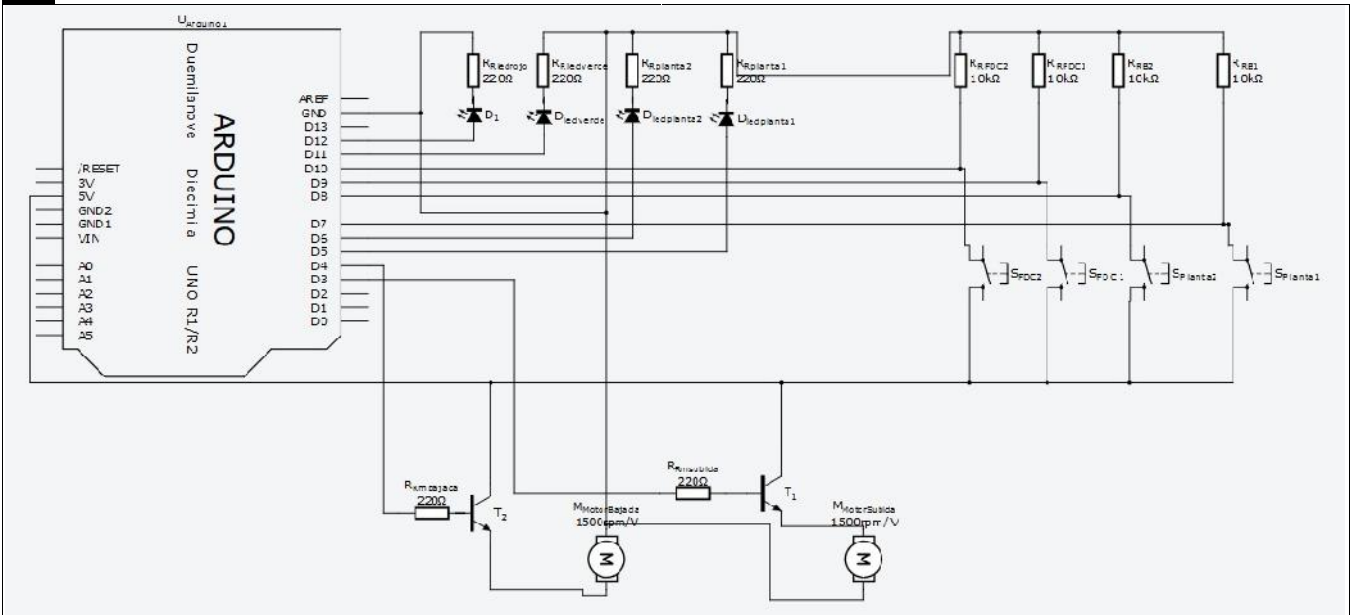 U Arduino1
Duemilanove
Diecimila
UNO R1/R2
ARDUINO
AREF
GND
D13
D12
D11
D10
D9
D8
D7
D6
D5
D4
D3
D2
D1
D0
/RESET
3V
5V
GND2
GND1
VIN
A0
A1
A2
A3
A4
A5
220Ω
220Ω
RRplanta2
220Ω
RRplanta1
220Ω
RRFDC2
10kΩ
RRFDC1
10kΩ
RRB2
10kΩ
RRB1
10kΩ
D1
Dledverde
Dledplanta2
Dledplanta1
SFDC2
SFDC1
SPlanta2
SPlanta1
220Ω
T2
MMotorBajada
1500rpm/V
M
RRmsubida
220Ω
T1
MMotorSubida
1500rpm/V
M